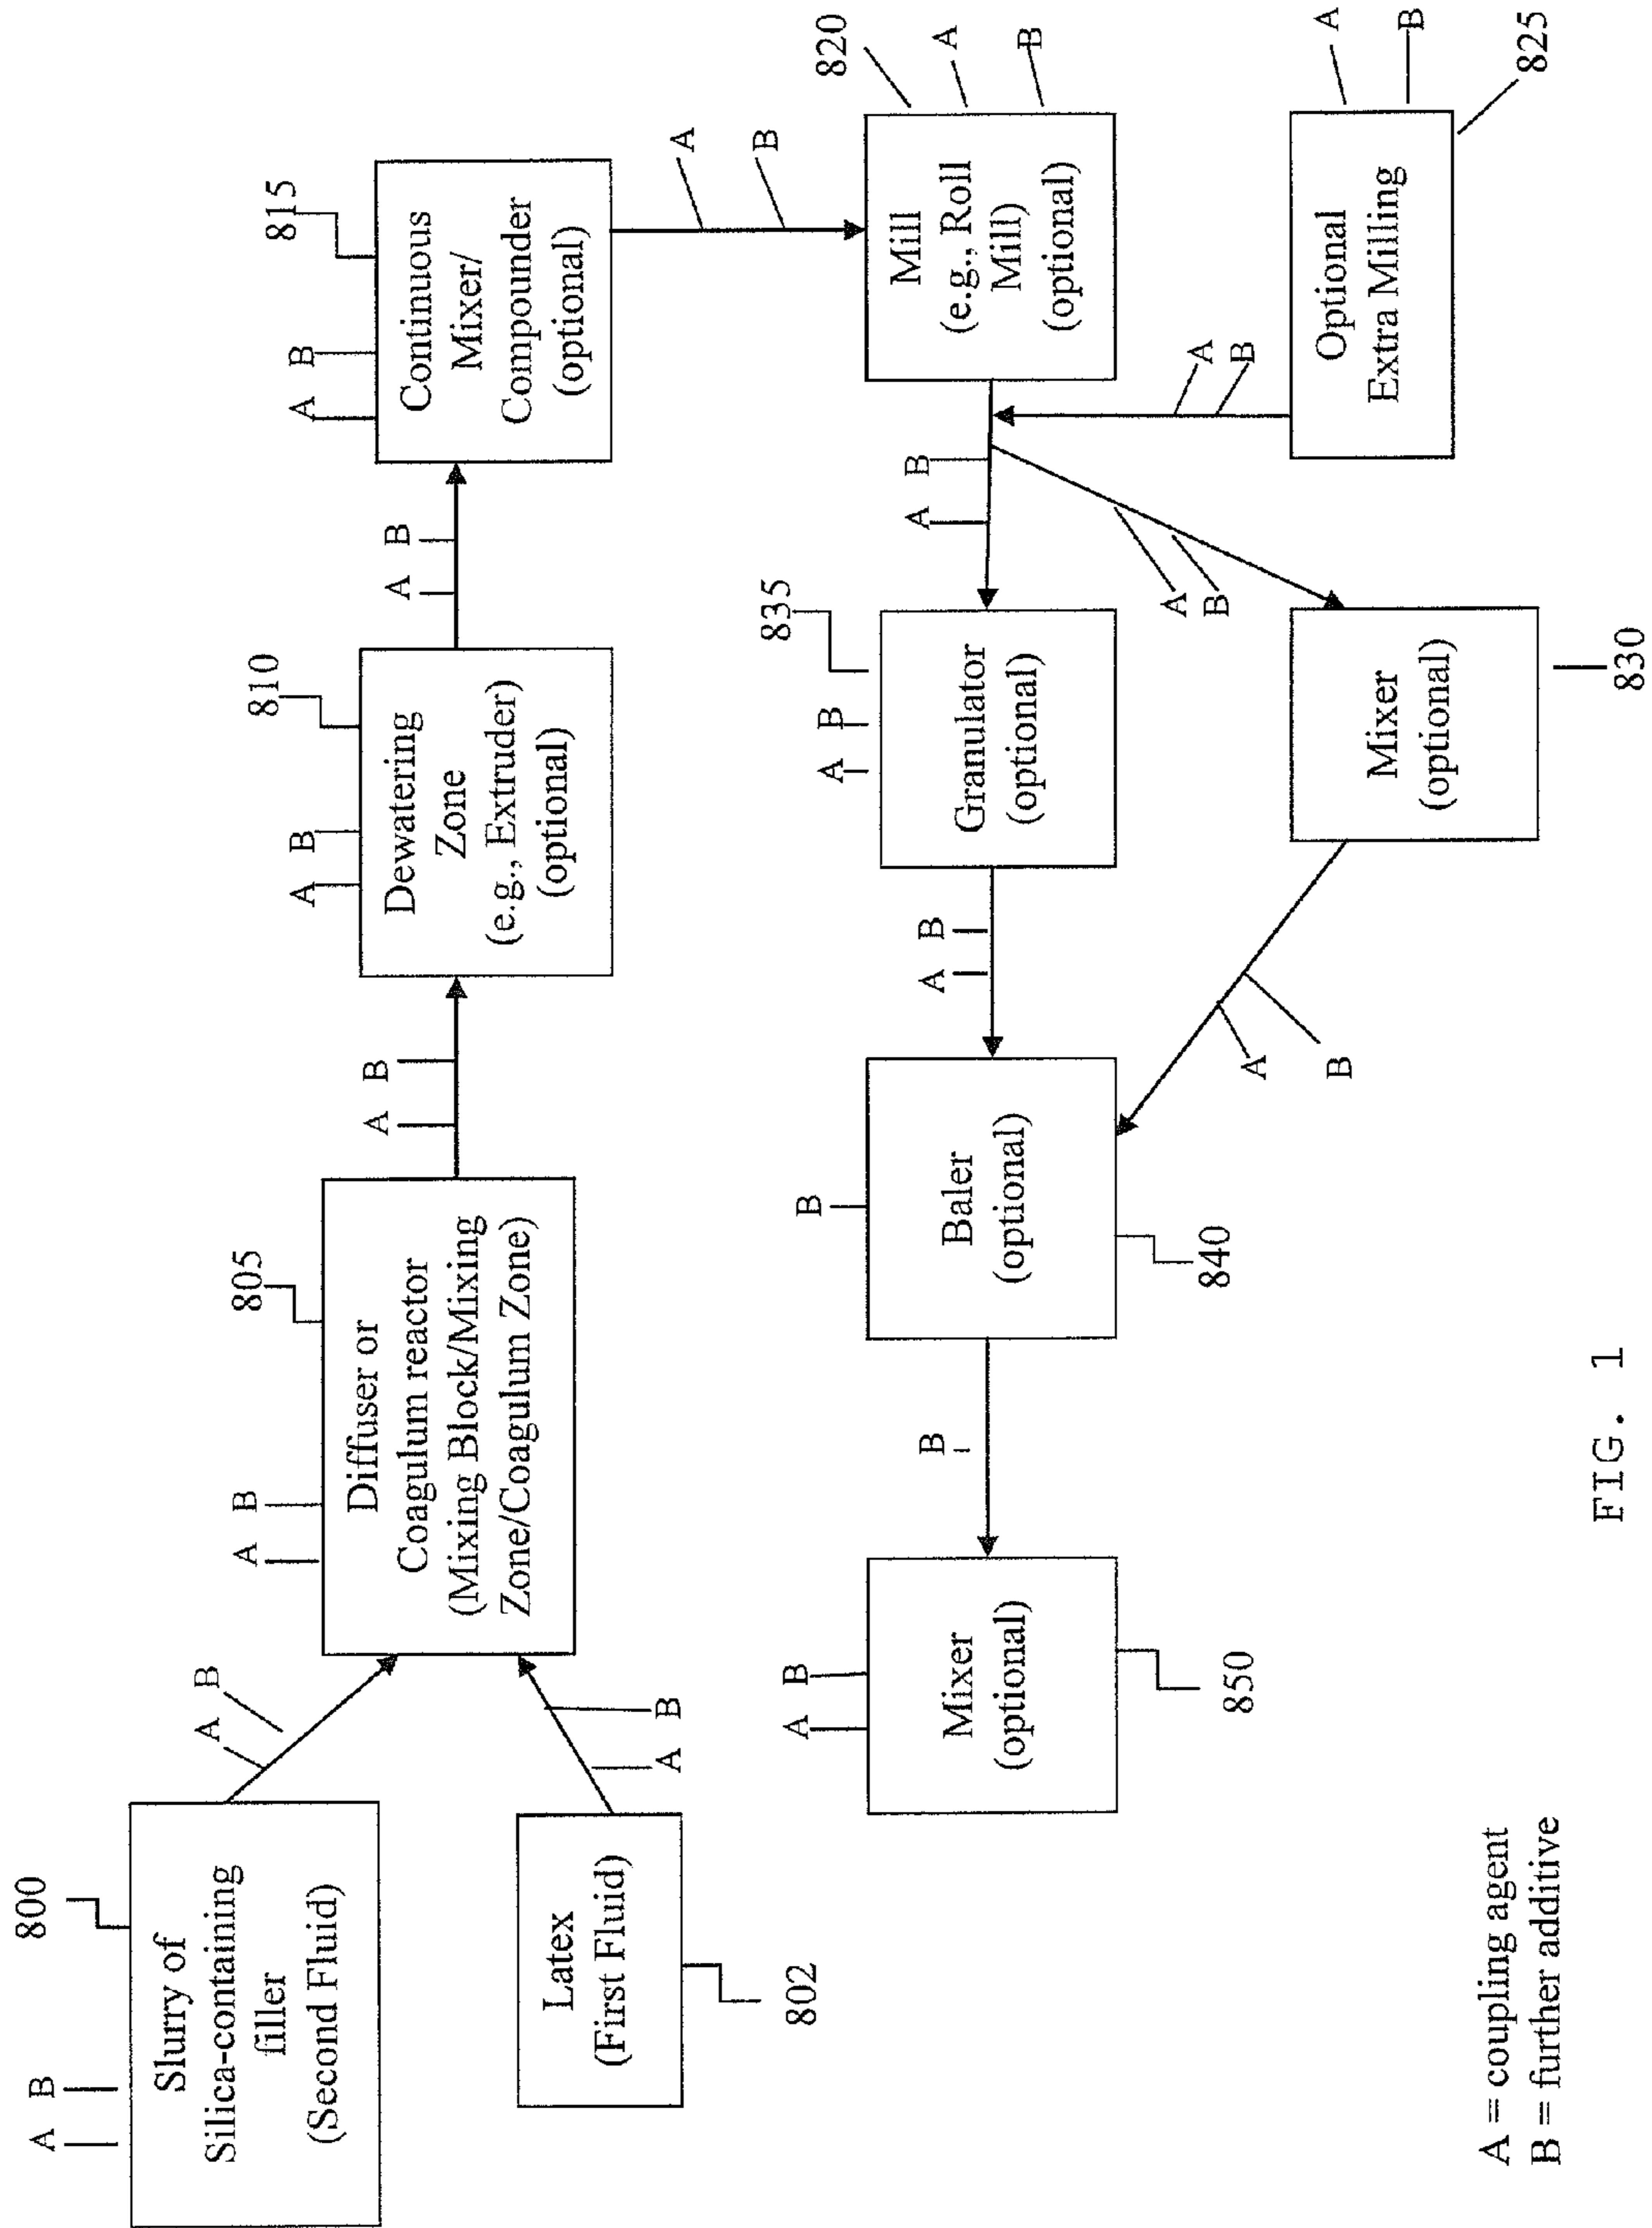 800
A B
Slurry of
Silica-containing
filler
(Second Fluid)
A B
Latex
(First Fluid)
802
A B
805
A B
Diffuser or
Coagulum reactor
(Mixing Block/Mixing
Zone/Coagulum Zone)
A B
810
A B
Dewatering
Zone
(e.g., Extruder)
(optional)
A B
815
A B
Continuous
Mixer/
Compounder
(optional)
A
B
820
A
B
Mill
(e.g., Roll
Mill)
(optional)
A
B
Optional
Extra Milling
825
A
B
A B
835
A B
Granulator
(optional)
A
B
Mixer
(optional)
830
A B
A
B
B
Baler
(optional)
840
B
A B
Mixer
(optional)
850
A = coupling agent
B = further additive
FIG. 1